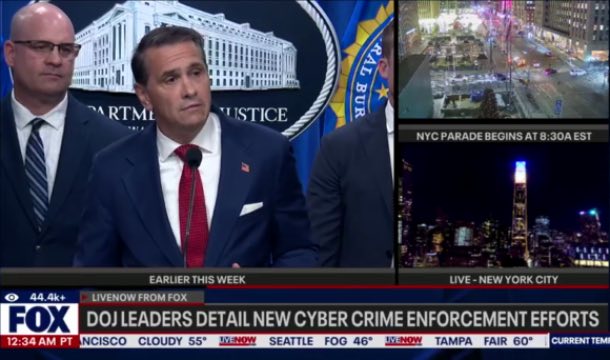 DEPARTMENT OF JUSTICE
NYC PARADE BEGINS AT 8:30A EST
EARLIER THIS WEEK
LIVE - NEW YORK CITY
44.4k+
LIVENOW FROM FOX
FOX
DOJ LEADERS DETAIL NEW CYBER CRIME ENFORCEMENT EFFORTS
12:34 AM PT
NCISCO CLOUDY 55° LIVENOW SEATTLE FOG 46° LIVENOW TAMPA FAIR 60° CURRENT TEM